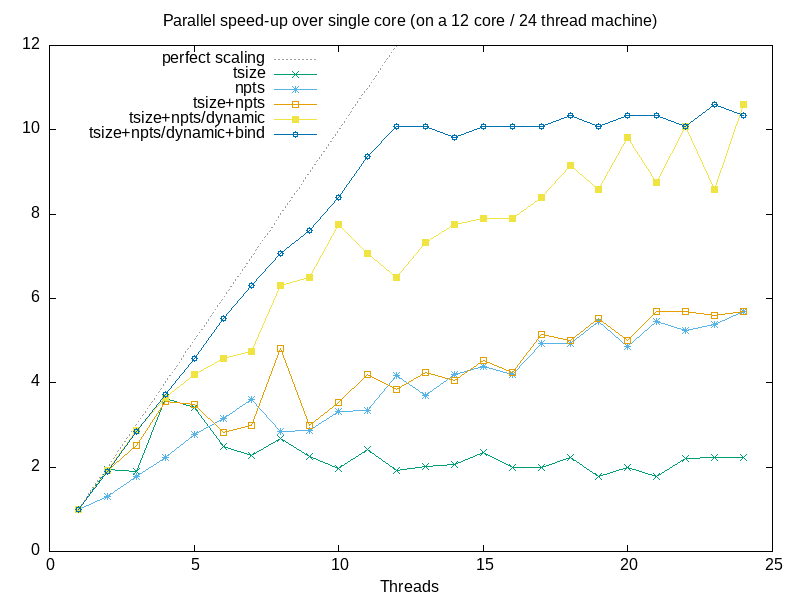 Parallel speed-up over single core (on a 12 core / 24 thread machine)
12
10
8
6
4
2
0
perfect scaling
tsize
npts
tsize+npts
tsize+npts/dynamic
tsize+npts/dynamic+bind
0 5 10 15 20 25
Threads